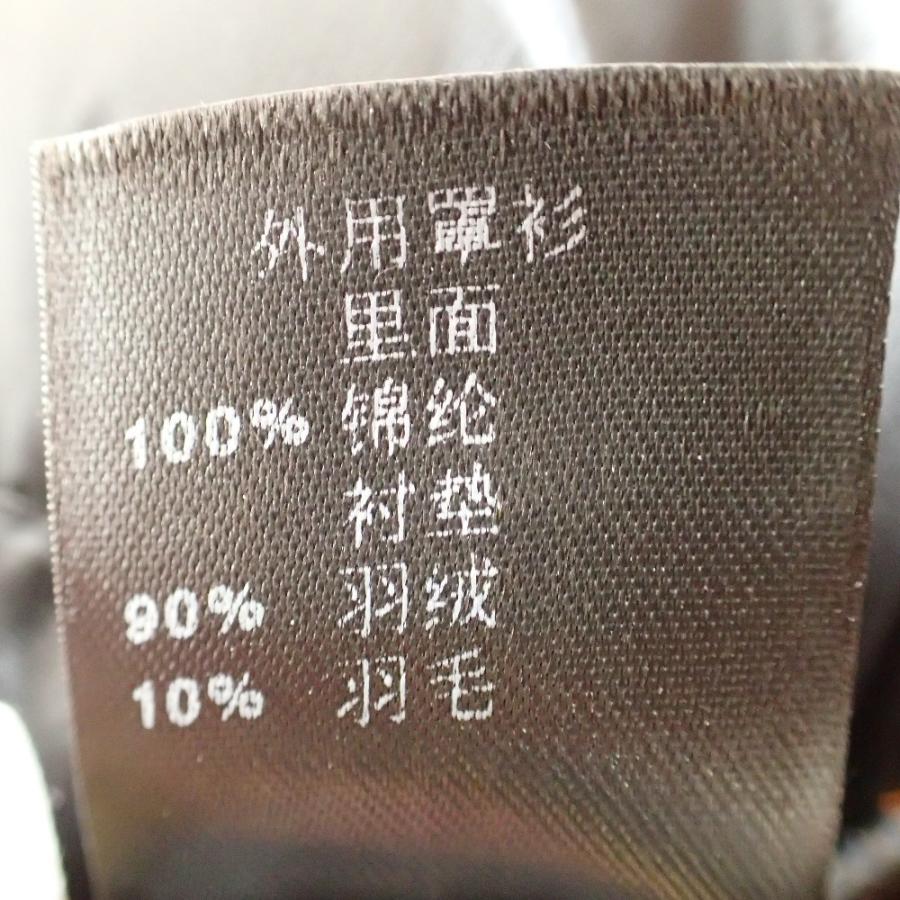 外用罩衫
里面
100% 锦纶
衬垫
90% 羽绒
10% 羽毛